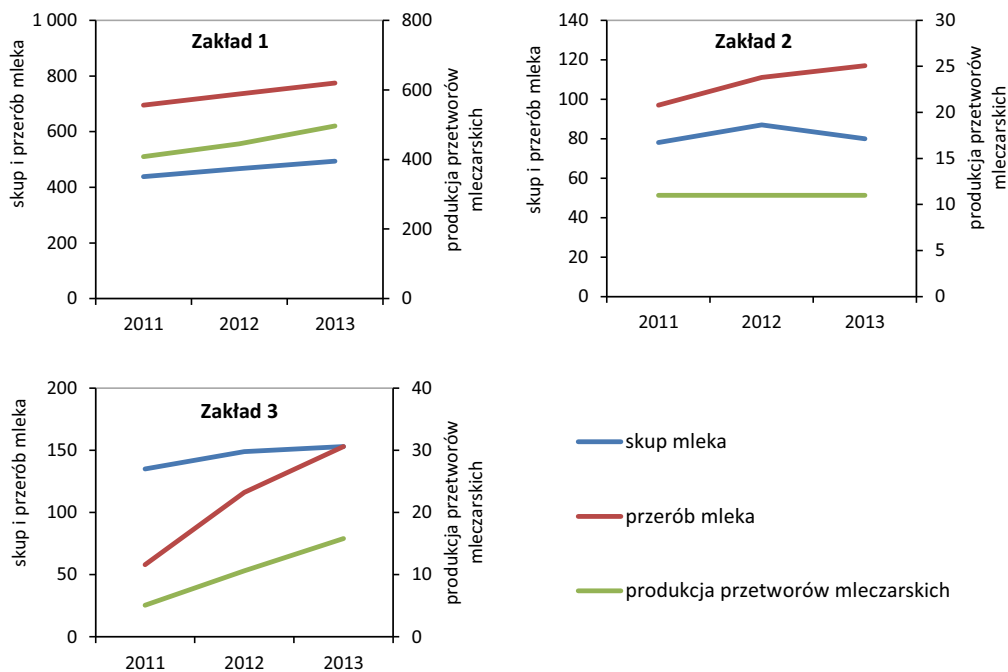 Zakład 1
skup i przerób mleka
1 000
800
600
400
200
0
800
600
400
200
0
produkcja przetworów
mleczarskich
2011 2012 2013
Zakład 2
skup i przerób mleka
140
120
100
80
60
40
20
0
30
25
20
15
10
5
0
produkcja przetworów
mleczarskich
2011 2012 2013
Zakład 3
skup i przerób mleka
200
150
100
50
0
40
30
20
10
0
produkcja przetworów
mleczarskich
2011 2012 2013
skup mleka
przerób mleka
produkcja przetworów mleczarskich